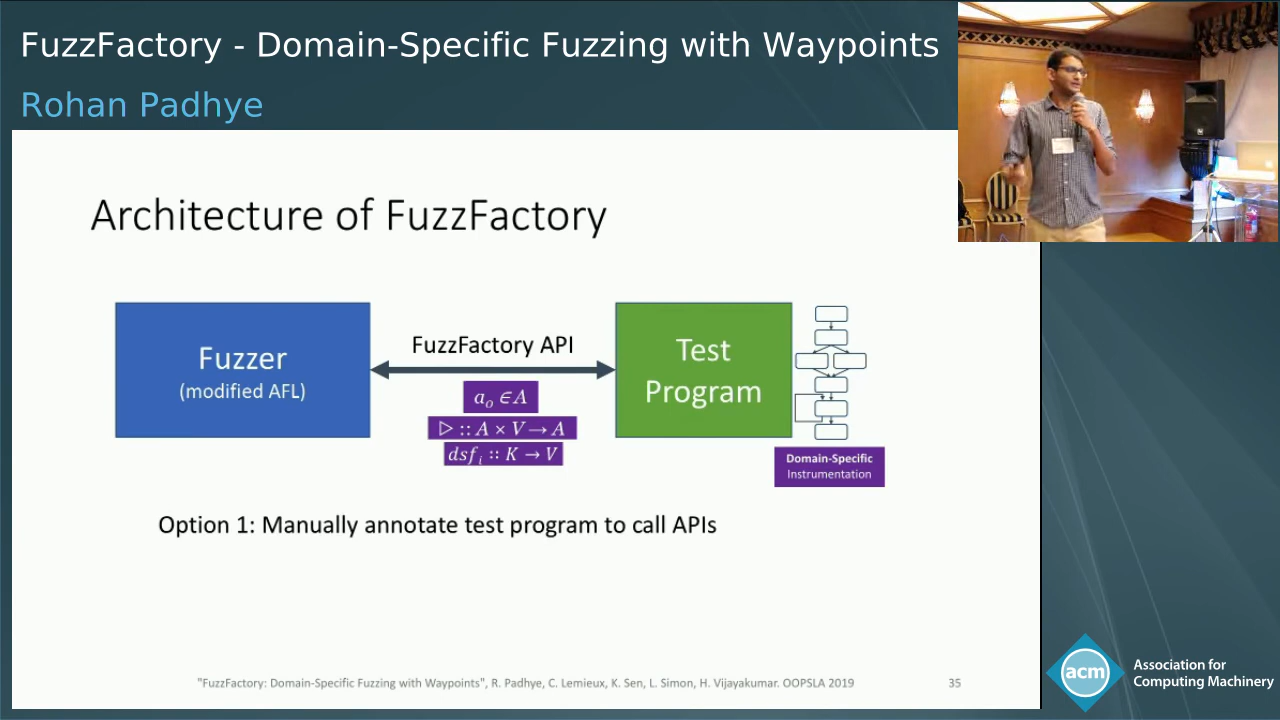 FuzzFactory - Domain-Specific Fuzzing with Waypoints
Rohan Padhye
Architecture of FuzzFactory
Fuzzer
(modified AFL)
FuzzFactory API
a₀ ∈ A
▷ :: A × V → A
dsfᵢ :: K → V
Test
Program
Domain-Specific
Instrumentation
Option 1: Manually annotate test program to call APIs
"FuzzFactory: Domain-Specific Fuzzing with Waypoints", R. Padhye, C. Lemieux, K. Sen, L. Simon, H. Vijayakumar. OOPSLA 2019
35
acm
Association for
Computing Machinery